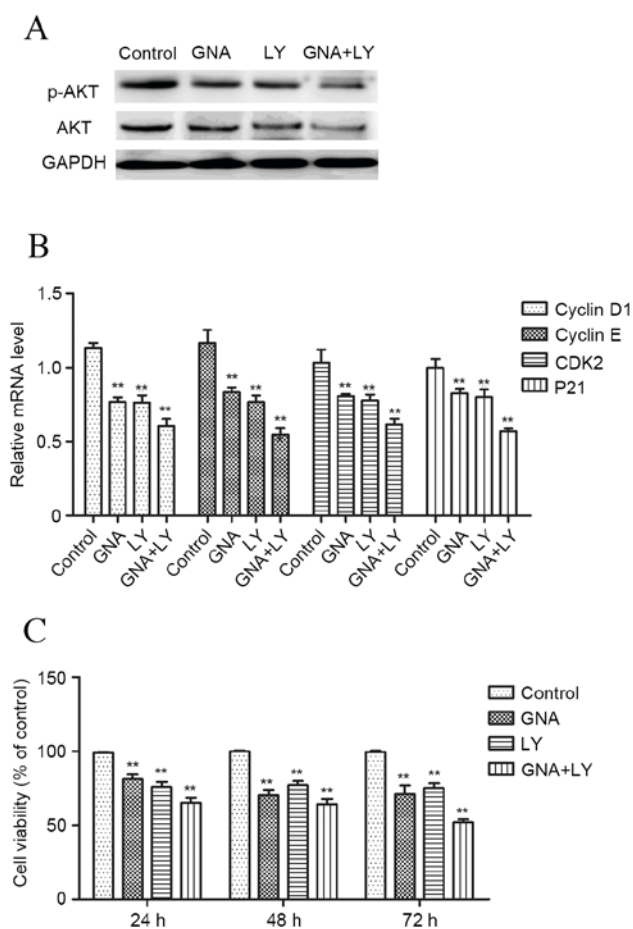 A
Control GNA LY GNA+LY
p-AKT
AKT
GAPDH
B
Relative mRNA level
1.5
1.0
0.5
0
** ** **
** ** **
** ** **
** ** **
Control GNA LY GNA+LY
Control GNA LY GNA+LY
Control GNA LY GNA+LY
Control GNA LY GNA+LY
Cyclin D1
Cyclin E
CDK2
P21
C
Cell viability (% of control)
150
100
50
0
** ** **
** ** **
** ** **
24 h 48 h 72 h
Control
GNA
LY
GNA+LY